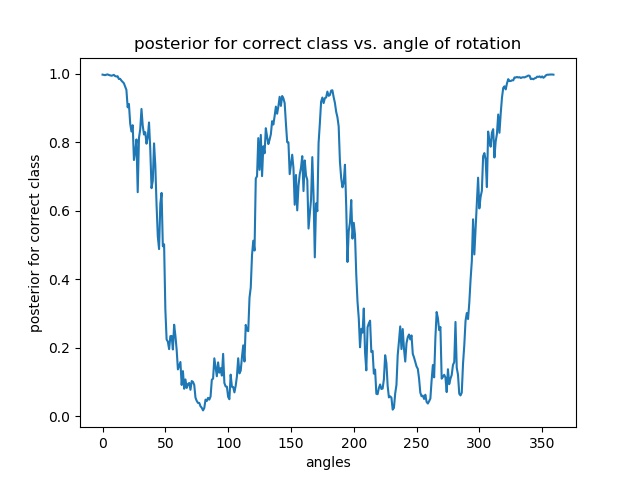 posterior for correct class vs. angle of rotation
posterior for correct class
1.0
0.8
0.6
0.4
0.2
0.0
0 50 100 150 200 250 300 350
angles